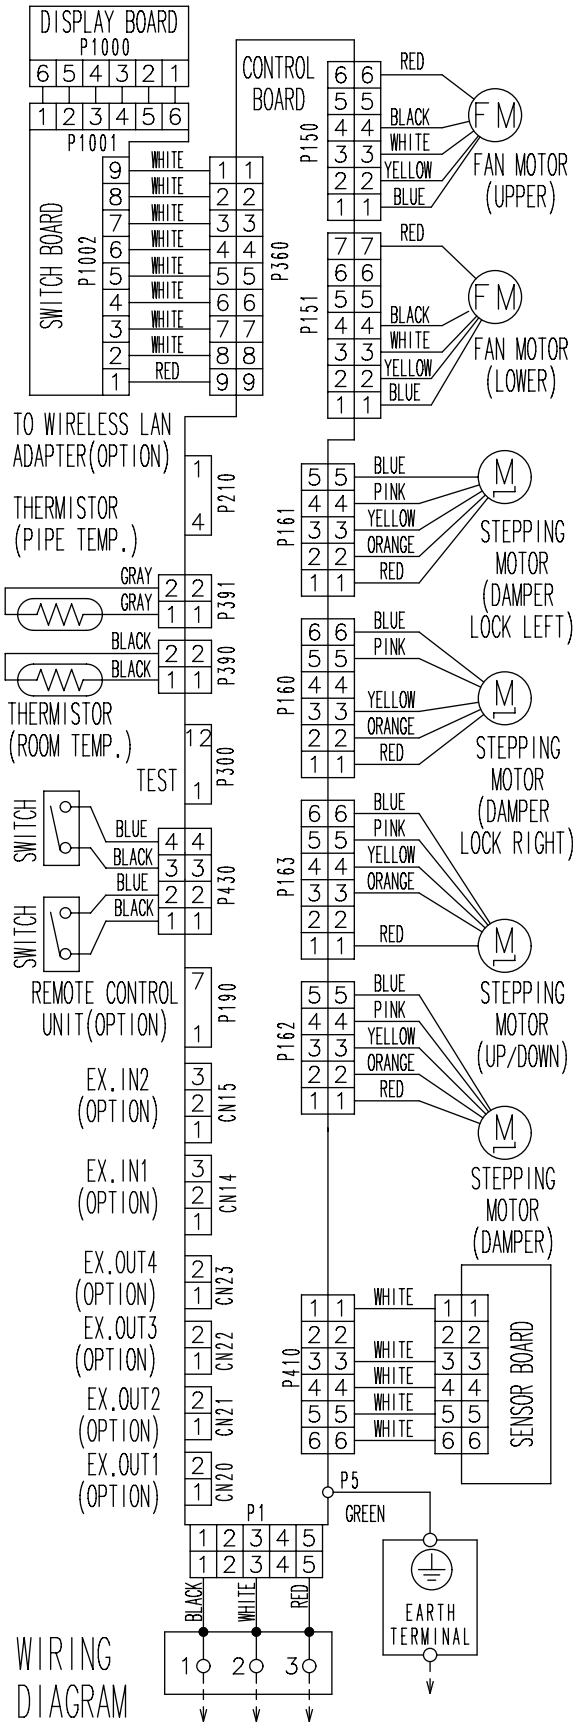 DISPLAY BOARD
P1000
6 5 4 3 2 1
1 2 3 4 5 6
P1001
SWITCH BOARD
P1002
9 WHITE 1 1
8 WHITE 2 2
7 WHITE 3 3
6 WHITE 4 4
5 WHITE 5 5
4 WHITE 6 6
3 WHITE 7 7
2 WHITE 8 8
1 RED 9 9
P360
CONTROL
BOARD
P150
6 6 RED
5 5
4 4 BLACK
3 3 WHITE
2 2 YELLOW
1 1 BLUE
FM
FAN MOTOR
(UPPER)
P151
7 7 RED
6 6
5 5
4 4 BLACK
3 3 WHITE
2 2 YELLOW
1 1 BLUE
FM
FAN MOTOR
(LOWER)
TO WIRELESS LAN
ADAPTER(OPTION)
1
4
P210
THERMISTOR
(PIPE TEMP.)
GRAY 2 2
GRAY 1 1
P391
BLACK 2 2
BLACK 1 1
P390
THERMISTOR
(ROOM TEMP.)
TEST
12
1
P300
SWITCH
BLUE 4 4
BLACK 3 3
BLUE 2 2
BLACK 1 1
P430
SWITCH
REMOTE CONTROL
UNIT(OPTION)
7
1
P190
EX.IN2
(OPTION)
3
2
1
CN15
EX.IN1
(OPTION)
3
2
1
CN14
EX.OUT4
(OPTION)
2
1
CN23
EX.OUT3
(OPTION)
2
1
CN22
EX.OUT2
(OPTION)
2
1
CN21
EX.OUT1
(OPTION)
2
1
CN20
P161
5 5 BLUE
4 4 PINK
3 3 YELLOW
2 2 ORANGE
1 1 RED
M
STEPPING
MOTOR
(DAMPER
LOCK LEFT)
P160
6 6 BLUE
5 5 PINK
4 4
3 3 YELLOW
2 2 ORANGE
1 1 RED
M
STEPPING
MOTOR
(DAMPER
LOCK RIGHT)
P163
6 6 BLUE
5 5 PINK
4 4 YELLOW
3 3 ORANGE
2 2
1 1 RED
M
STEPPING
MOTOR
(UP/DOWN)
P162
5 5 BLUE
4 4 PINK
3 3 YELLOW
2 2 ORANGE
1 1 RED
M
STEPPING
MOTOR
(DAMPER)
P410
1 1 WHITE 1 1
2 2 2 2
3 3 WHITE 3 3
4 4 WHITE 4 4
5 5 WHITE 5 5
6 6 WHITE 6 6
SENSOR BOARD
P5
GREEN
EARTH
TERMINAL
P1
1 2 3 4 5
1 2 3 4 5
BLACK WHITE RED
1 2 3
WIRING
DIAGRAM